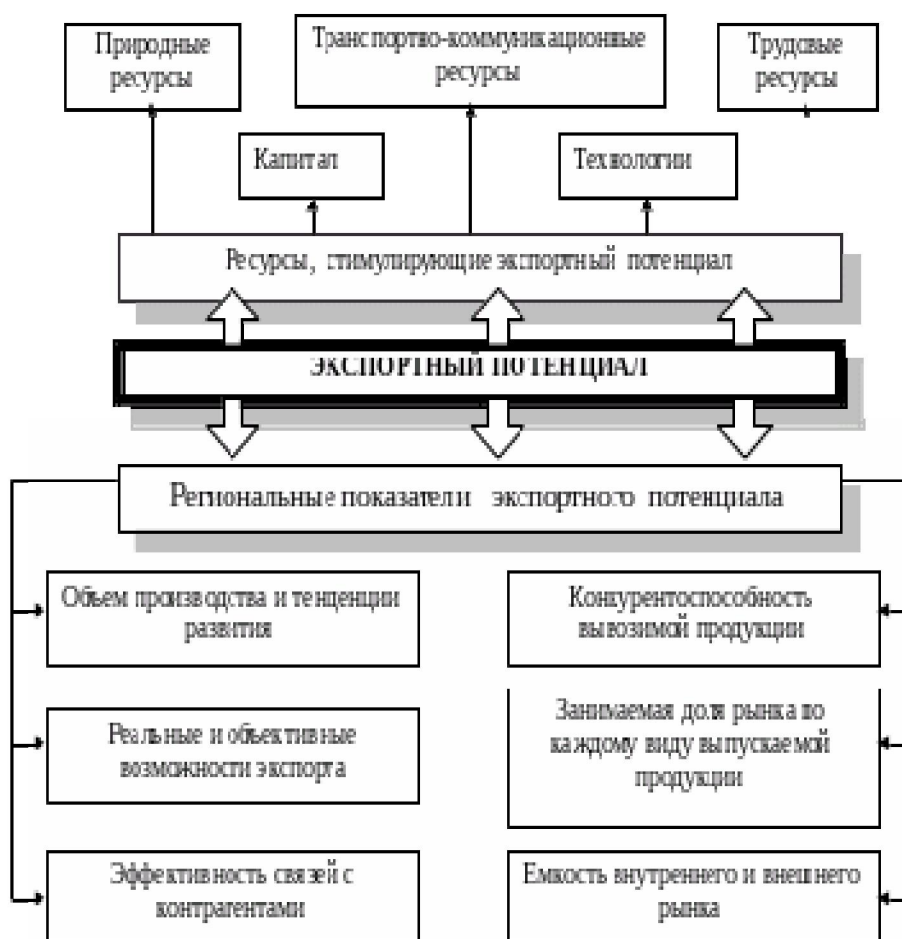 Природные
ресурсы
Транспортно-коммуникационные
ресурсы
Трудовые
ресурсы
Капитал
Технологии
Ресурсы, стимулирующие экспортный потенциал
ЭКСПОРТНЫЙ ПОТЕНЦИАЛ
Региональные показатели экспортного потенциала
Объем производства и тенденции
развития
Конкурентоспособность
вывозимой продукции
Реальные и объективные
возможности экспорта
Занимаемая доля рынка по
каждому виду выпускаемой
продукции
Эффективность связей с
контрагентами
Емкость внутреннего и внешнего
рынка